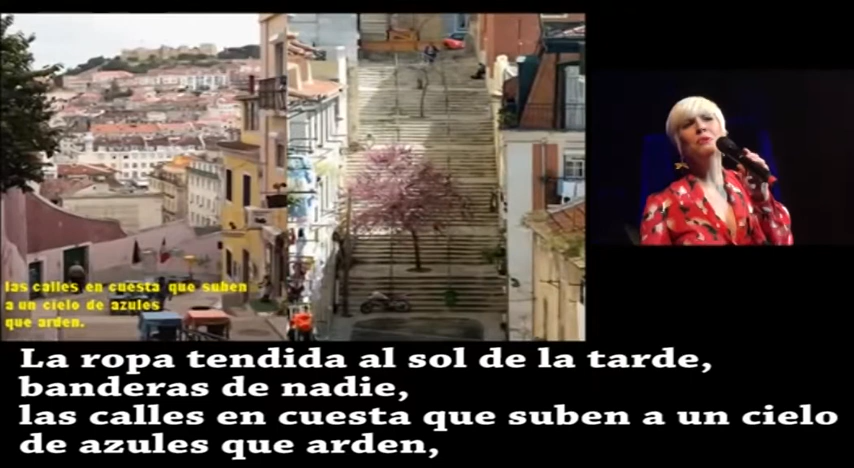 las calles en cuesta que suben
a un cielo de azules
que arden.
La ropa tendida al sol de la tarde,
banderas de nadie,
las calles en cuesta que suben a un cielo
de azules que arden,